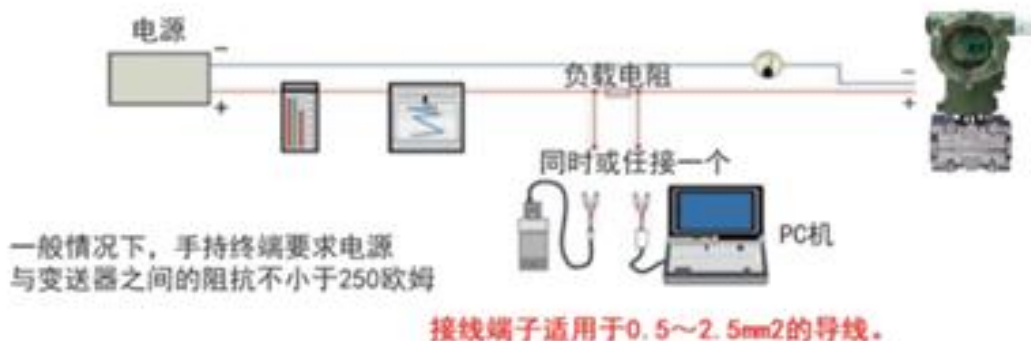 电源
−
负载电阻
−
+
+
同时或任接一个
PC机
一般情况下，手持终端要求电源
与变送器之间的阻抗不小于250欧姆
接线端子适用于0.5～2.5mm2的导线。